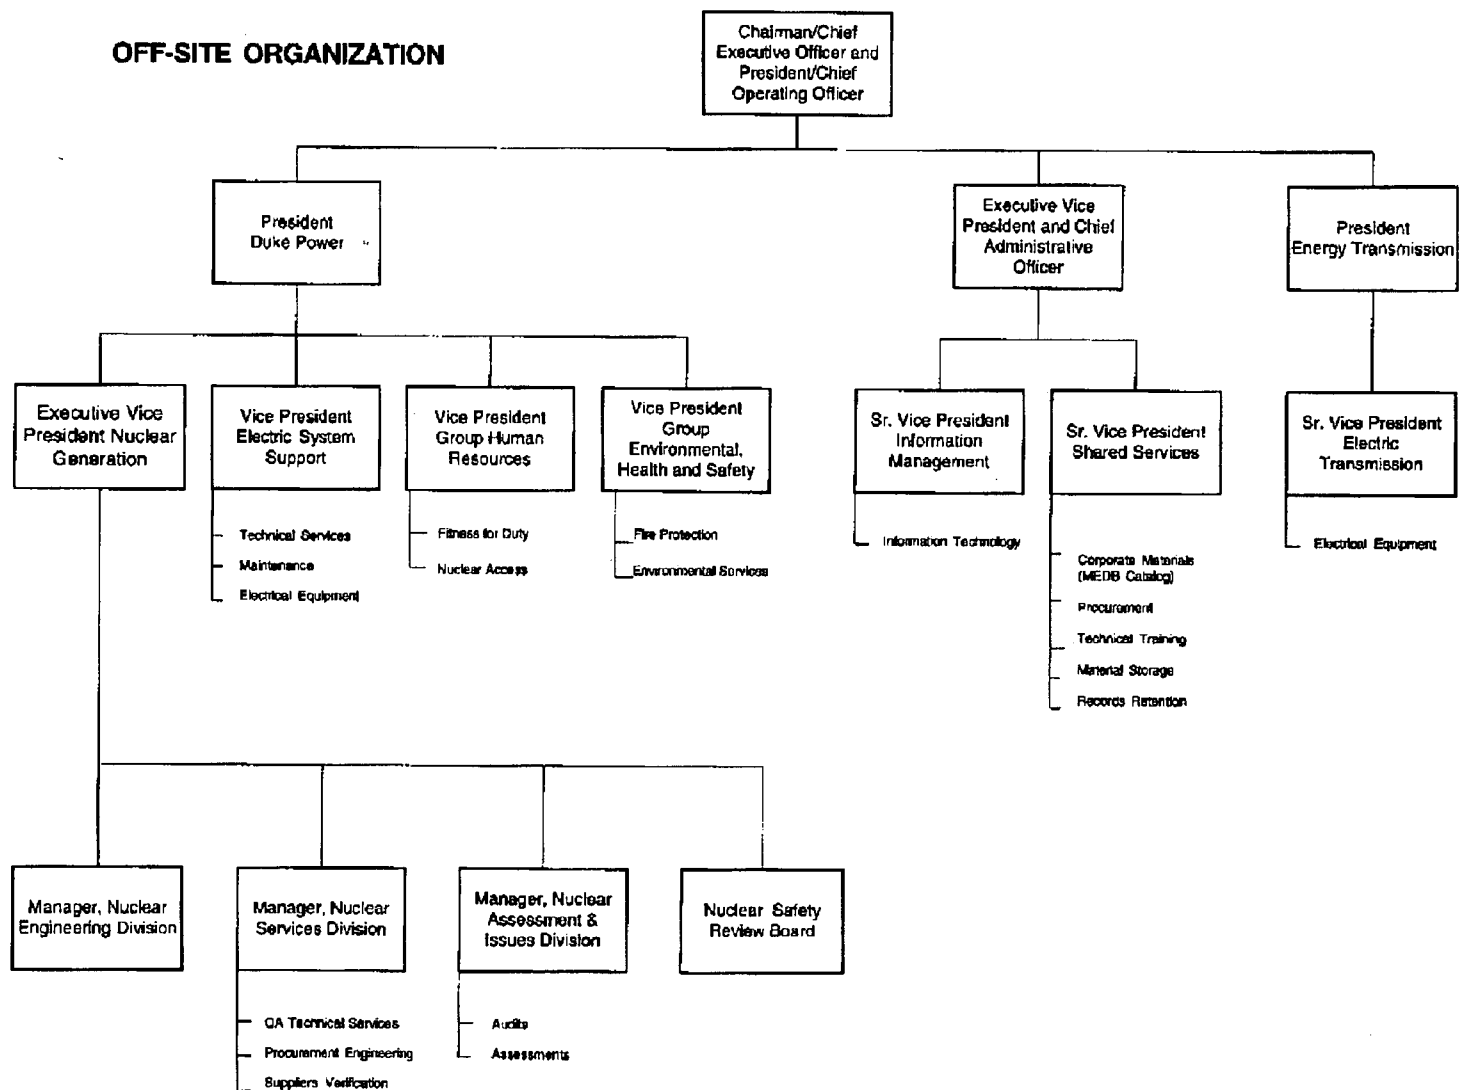 OFF-SITE ORGANIZATION
Chairman/Chief
Executive Officer and
President/Chief
Operating Officer
President
Duke Power
Executive Vice
President and Chief
Administrative
Officer
President
Energy Transmission
Executive Vice
President Nuclear
Generation
Vice President
Electric System
Support
Vice President
Group Human
Resources
Vice President
Group
Environmental,
Health and Safety
Sr. Vice President
Information
Management
Sr. Vice President
Shared Services
Sr. Vice President
Electric
Transmission
Technical Services
Maintenance
Electrical Equipment
Fitness for Duty
Nuclear Access
Fire Protection
Environmental Services
Information Technology
Corporate Materials
(MEDB Catalog)
Procurement
Technical Training
Material Storage
Records Retention
Electrical Equipment
Manager, Nuclear
Engineering Division
Manager, Nuclear
Services Division
Manager, Nuclear
Assessment &
Issues Division
Nuclear Safety
Review Board
QA Technical Services
Procurement Engineering
Suppliers Verification
Audits
Assessments